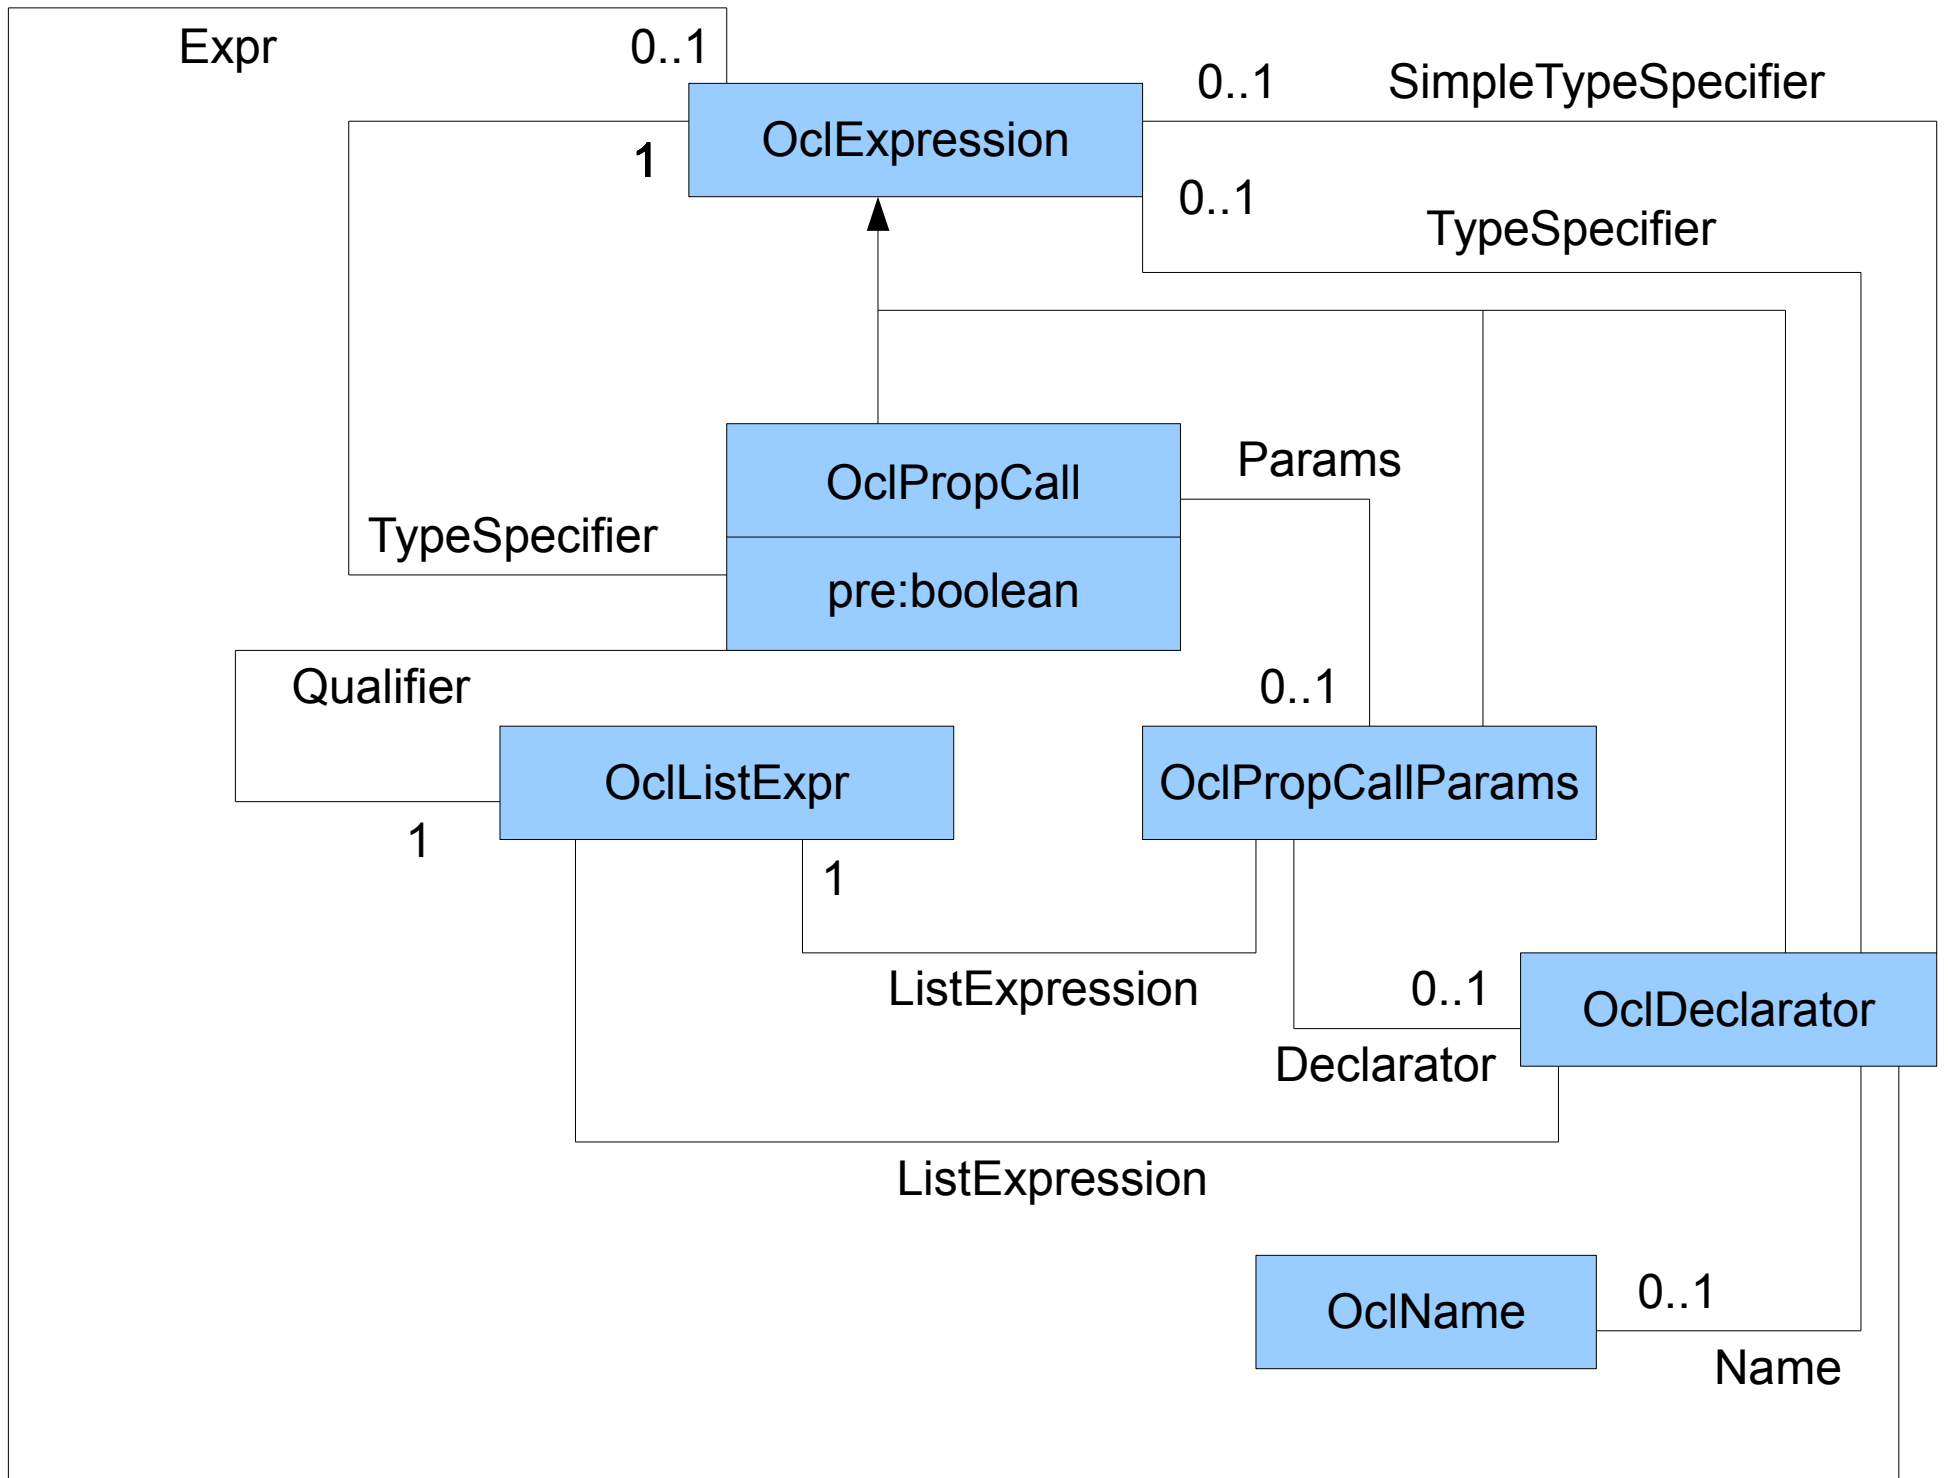 Expr
0..1
0..1
SimpleTypeSpecifier
OclExpression
1
0..1
TypeSpecifier
Params
OclPropCall
TypeSpecifier
pre:boolean
Qualifier
0..1
OclListExpr
OclPropCallParams
1
1
ListExpression
0..1
OclDeclarator
Declarator
ListExpression
0..1
OclName
Name